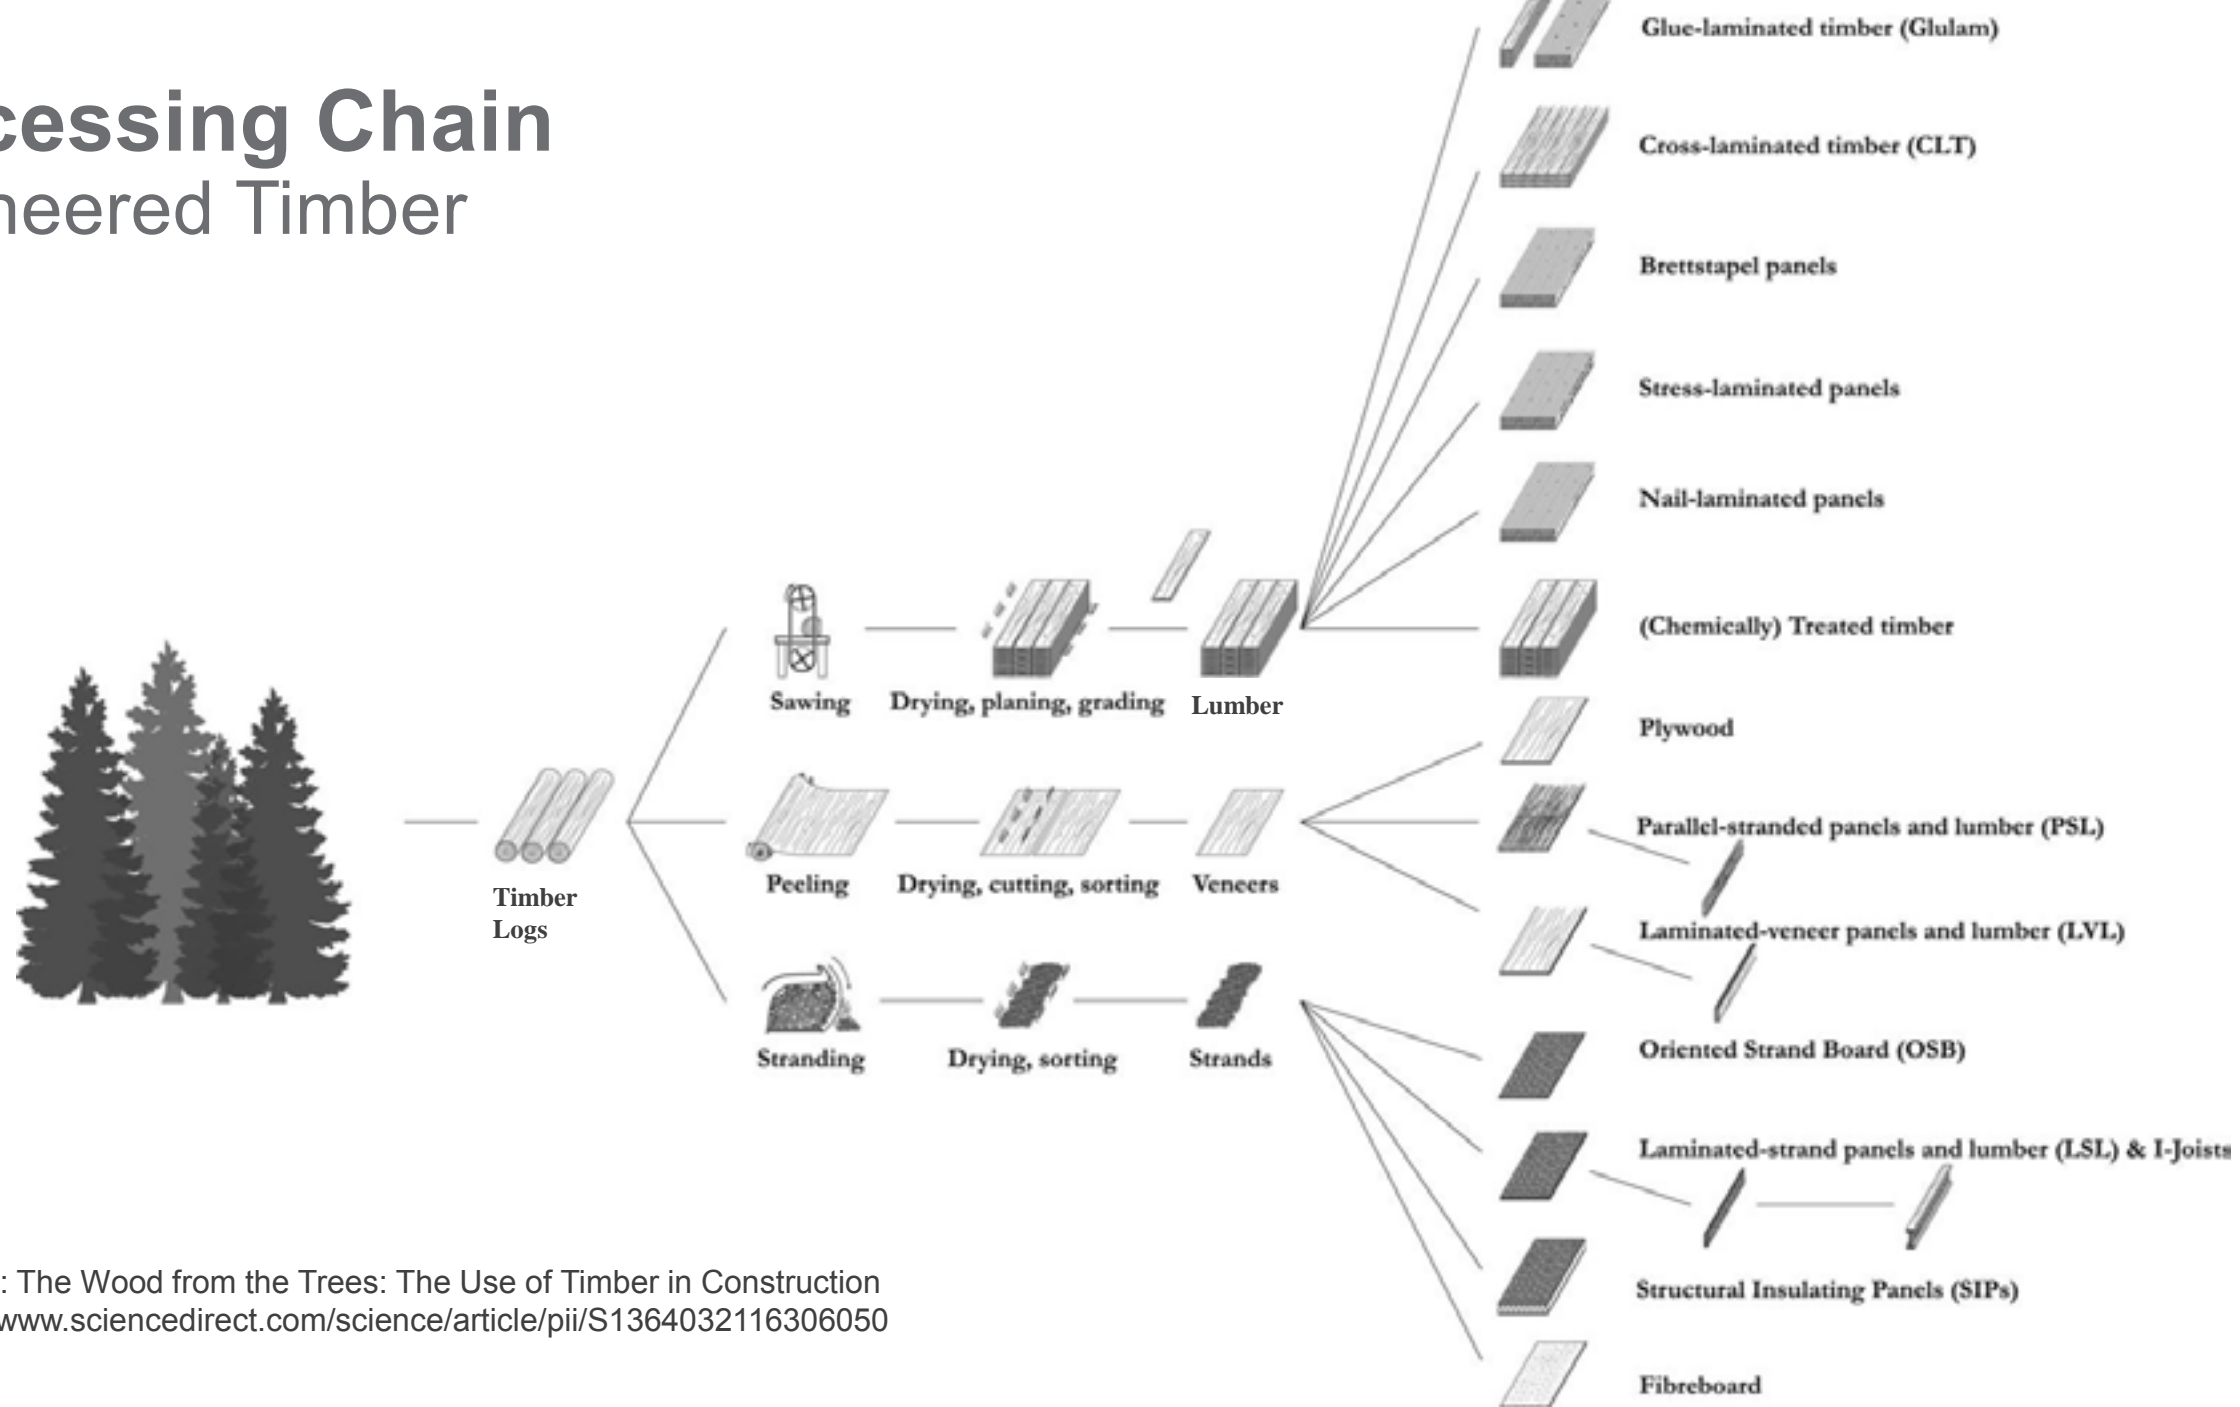 cessing Chain
neered Timber
Glue-laminated timber (Glulam)
Cross-laminated timber (CLT)
Brettstapel panels
Stress-laminated panels
Nail-laminated panels
(Chemically) Treated timber
Sawing
Drying, planing, grading
Lumber
Plywood
Parallel-stranded panels and lumber (PSL)
Timber
Logs
Peeling
Drying, cutting, sorting
Veneers
Laminated-veneer panels and lumber (LVL)
Stranding
Drying, sorting
Strands
Oriented Strand Board (OSB)
Laminated-strand panels and lumber (LSL) & I-Joists
Structural Insulating Panels (SIPs)
Fibreboard
: The Wood from the Trees: The Use of Timber in Construction
www.sciencedirect.com/science/article/pii/S1364032116306050